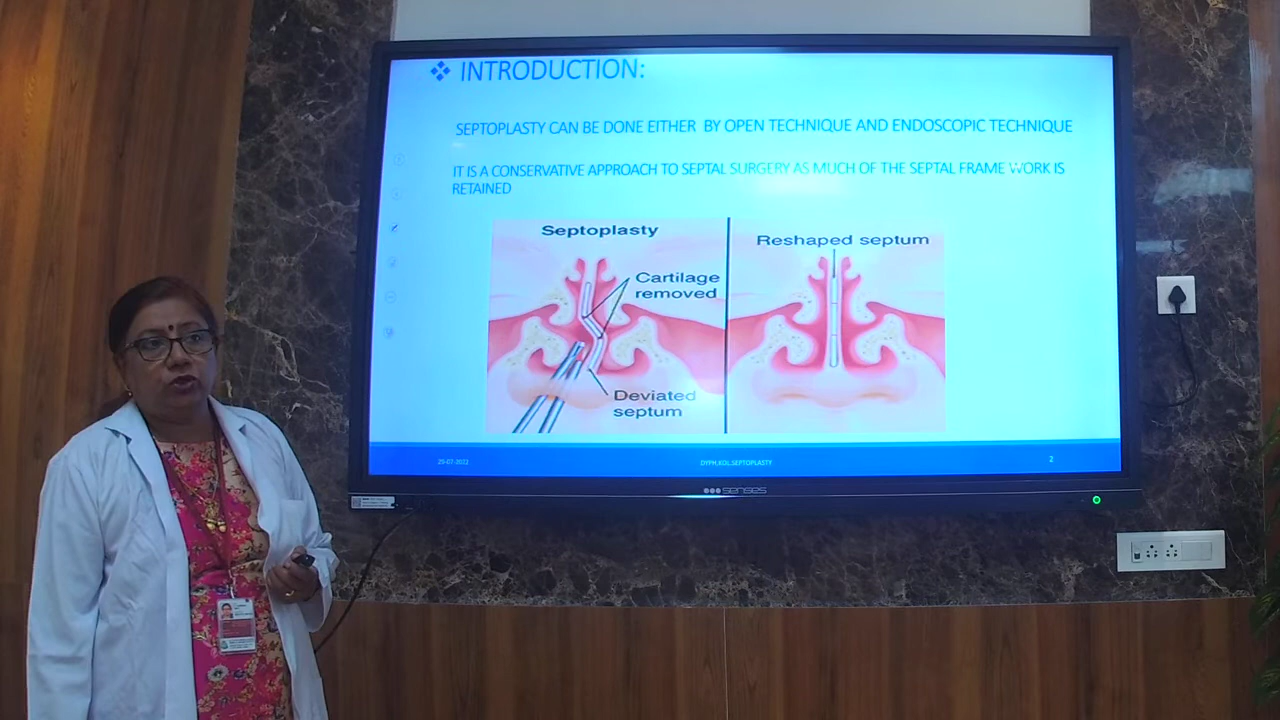 INTRODUCTION:
SEPTOPLASTY CAN BE DONE EITHER BY OPEN TECHNIQUE AND ENDOSCOPIC TECHNIQUE
IT IS A CONSERVATIVE APPROACH TO SEPTAL SURGERY AS MUCH OF THE SEPTAL FRAME WORK IS
RETAINED
Septoplasty
Cartilage
removed
Deviated
septum
Reshaped septum
29-07-2022
DYPH,KOL.SEPTOPLASTY
2
senses